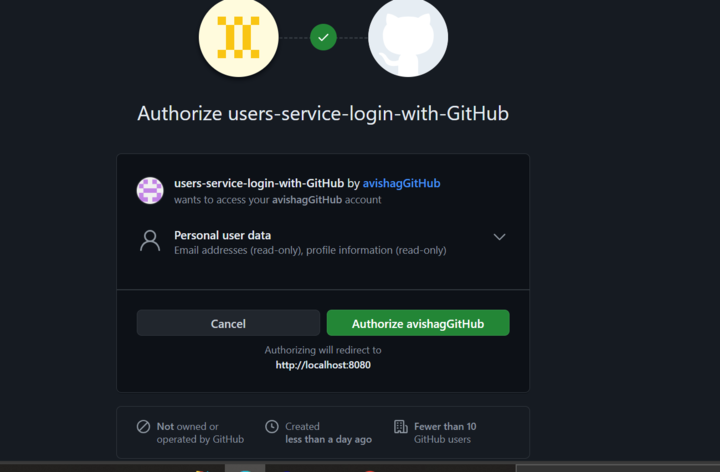 Authorize users-service-login-with-GitHub
users-service-login-with-GitHub by avishagGitHub
wants to access your avishagGitHub account
Personal user data
Email addresses (read-only), profile information (read-only)
Cancel
Authorize avishagGitHub
Authorizing will redirect to
http://localhost:8080
Not owned or
operated by GitHub
Created
less than a day ago
Fewer than 10
GitHub users